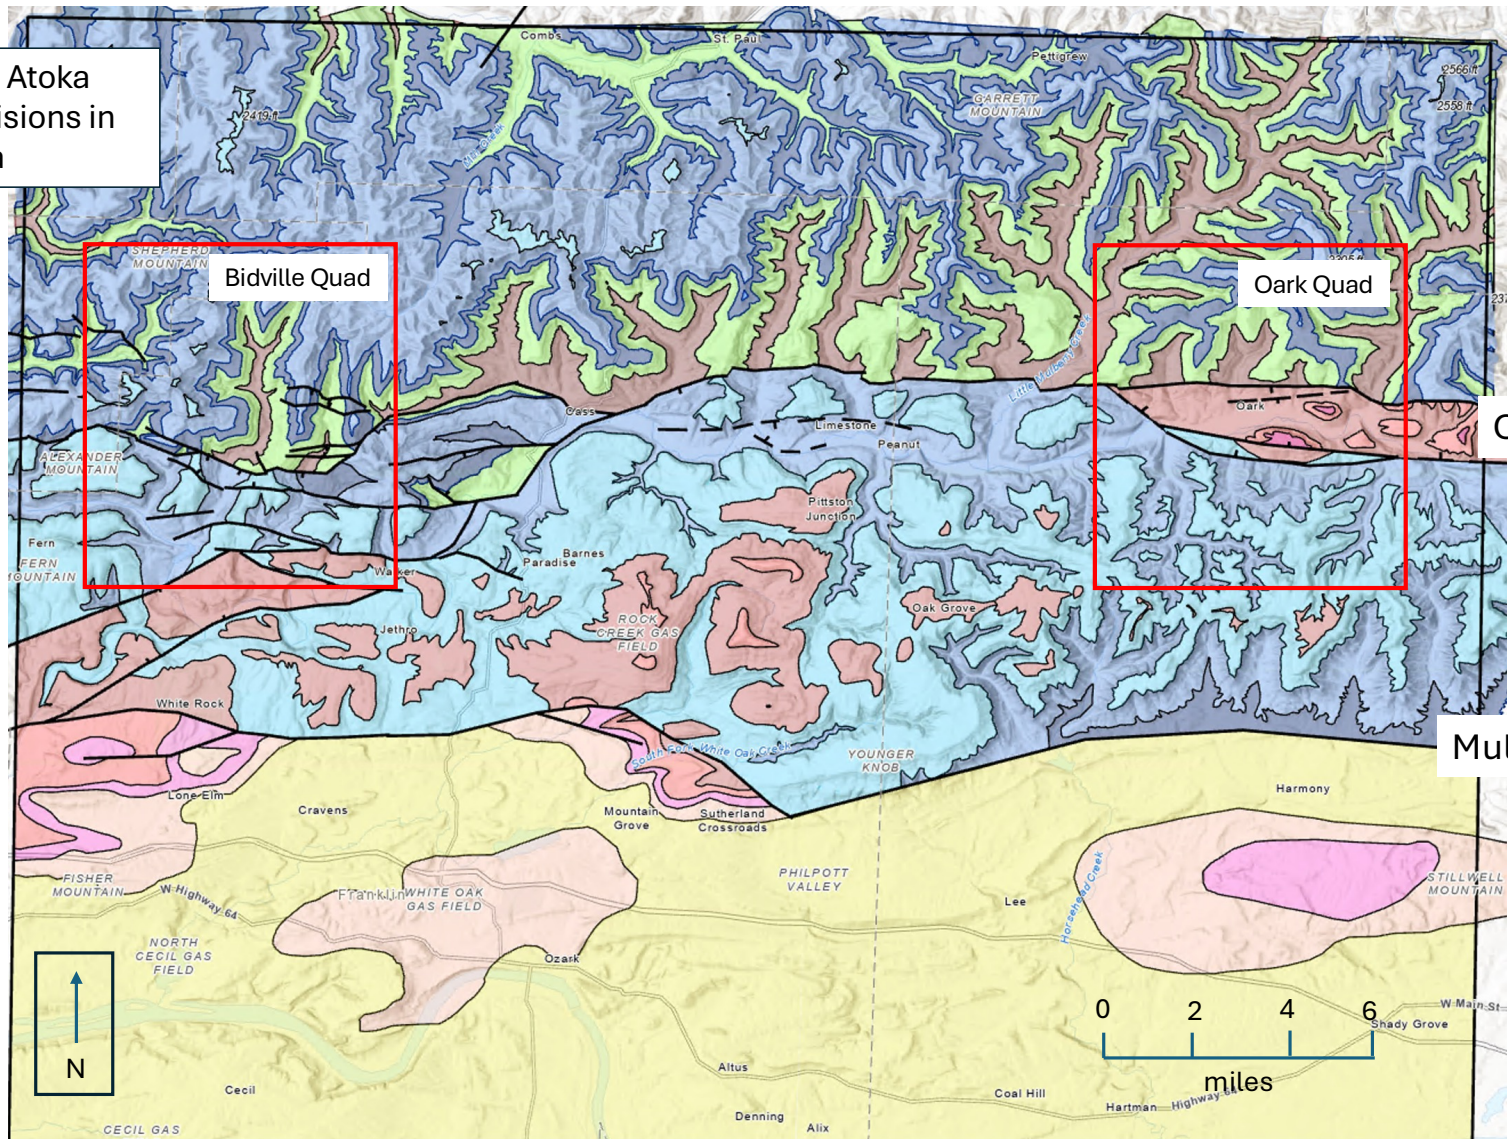 Atoka
isions in
Combs
St. Paul
Pettigrew
2566 ft
2558 ft
GARRETT
MOUNTAIN
2419 ft
SHEPHERD
MOUNTAIN
Bidville Quad
Oark Quad
2305 ft
237
Little Mulberry Creek
Cass
Limestone
Peanut
Oark
ALEXANDER
MOUNTAIN
Pittston
Junction
Fern
FERN
MOUNTAIN
Barnes
Paradise
Walker
Oak Grove
ROCK
CREEK GAS
FIELD
Jethro
White Rock
South Fork White Oak Creek
YOUNGER
KNOB
Mul
Lone Elm
Cravens
Mountain
Grove
Sutherland
Crossroads
Harmony
FISHER
MOUNTAIN
W Highway 64
Franklin
WHITE OAK
GAS FIELD
PHILPOTT
VALLEY
Lee
Horsehead Creek
STILLWELL
MOUNTAIN
NORTH
CECIL GAS
FIELD
Ozark
N
0 2 4 6
miles
W Main St
Shady Grove
Cecil
Altus
Coal Hill
Hartman
Highway 64
Denning
Alix
CECIL GAS